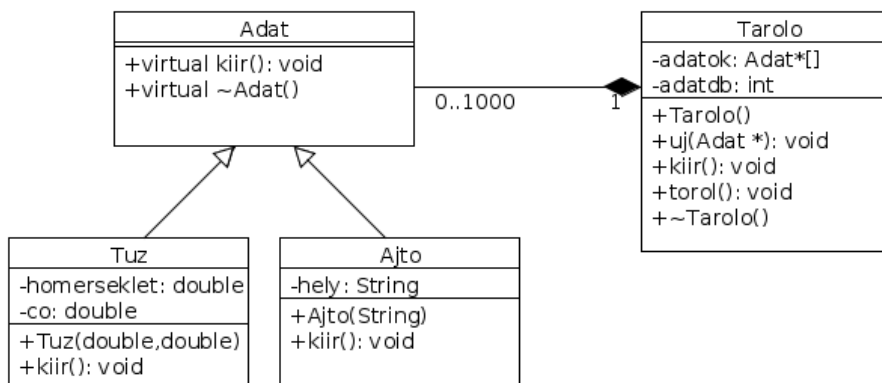 Adat
+virtual kiir(): void
+virtual ~Adat()
0..1000
1
Tarolo
-adatok: Adat*[]
-adatdb: int
+Tarolo()
+uj(Adat *): void
+kiir(): void
+torol(): void
+~Tarolo()
Tuz
-homerseklet: double
-co: double
+Tuz(double,double)
+kiir(): void
Ajto
-hely: String
+Ajto(String)
+kiir(): void